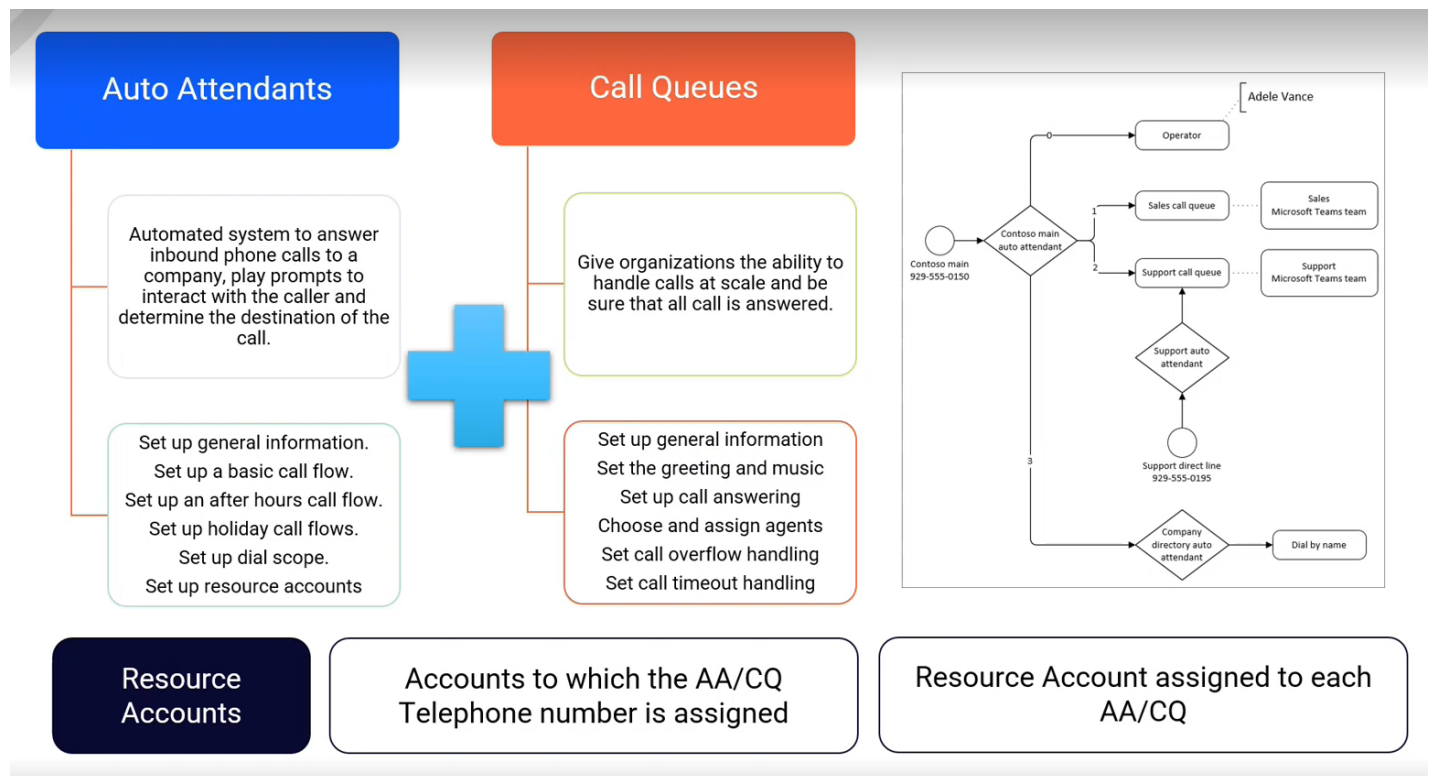 Auto Attendants
Automated system to answer
inbound phone calls to a
company, play prompts to
interact with the caller and
determine the destination of the
call.
Set up general information.
Set up a basic call flow.
Set up an after hours call flow.
Set up holiday call flows.
Set up dial scope.
Set up resource accounts
Call Queues
Give organizations the ability to
handle calls at scale and be
sure that all call is answered.
Set up general information
Set the greeting and music
Set up call answering
Choose and assign agents
Set call overflow handling
Set call timeout handling
Adele Vance
0
Operator
1
Sales call queue
Sales
Microsoft Teams team
Contoso main
auto attendant
Contoso main
929-555-0150
2
Support call queue
Support
Microsoft Teams team
Support auto
attendant
3
Support direct line
929-555-0195
Company
directory auto
attendant
Dial by name
Resource
Accounts
Accounts to which the AA/CQ
Telephone number is assigned
Resource Account assigned to each
AA/CQ